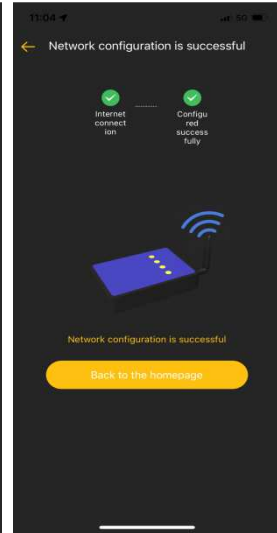 11:04
5G
Network configuration is successful
Internet
connect
ion
Configu
red
success
fully
Network configuration is successful
Back to the homepage